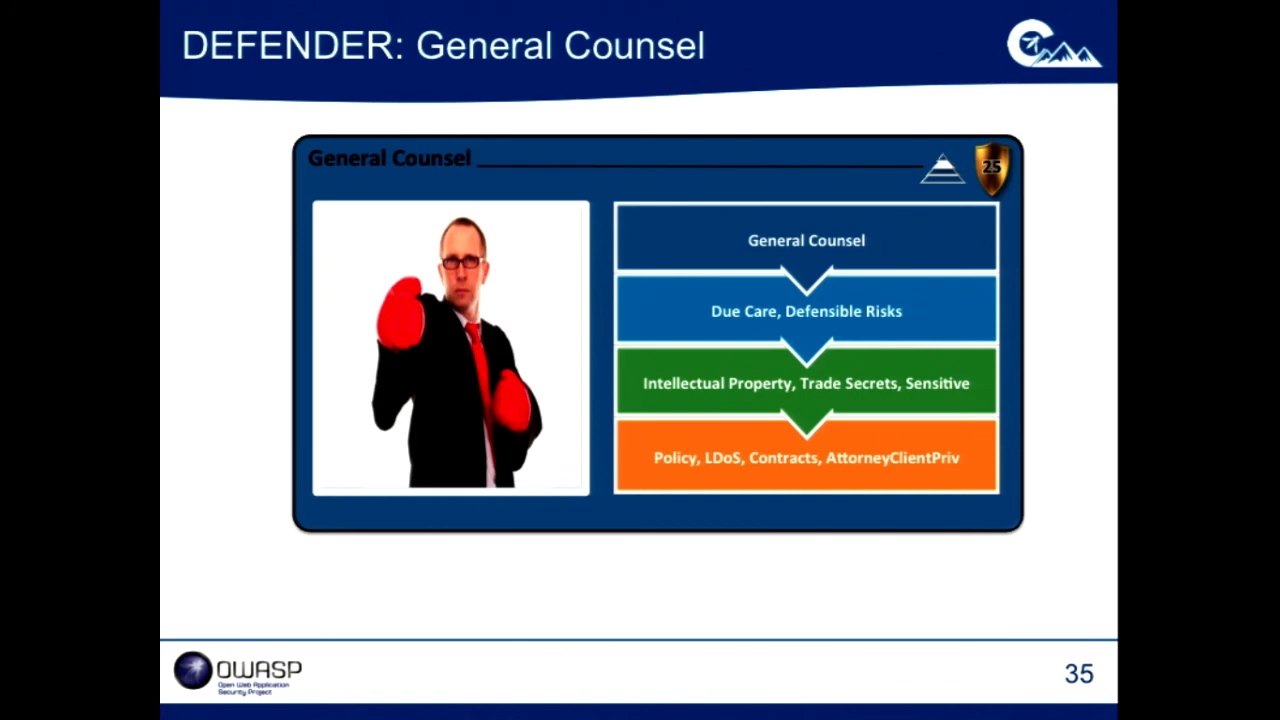 DEFENDER: General Counsel
General Counsel
25
General Counsel
Due Care, Defensible Risks
Intellectual Property, Trade Secrets, Sensitive
Policy, LDoS, Contracts, AttorneyClientPriv
OWASP
Open Web Application
Security Project
35